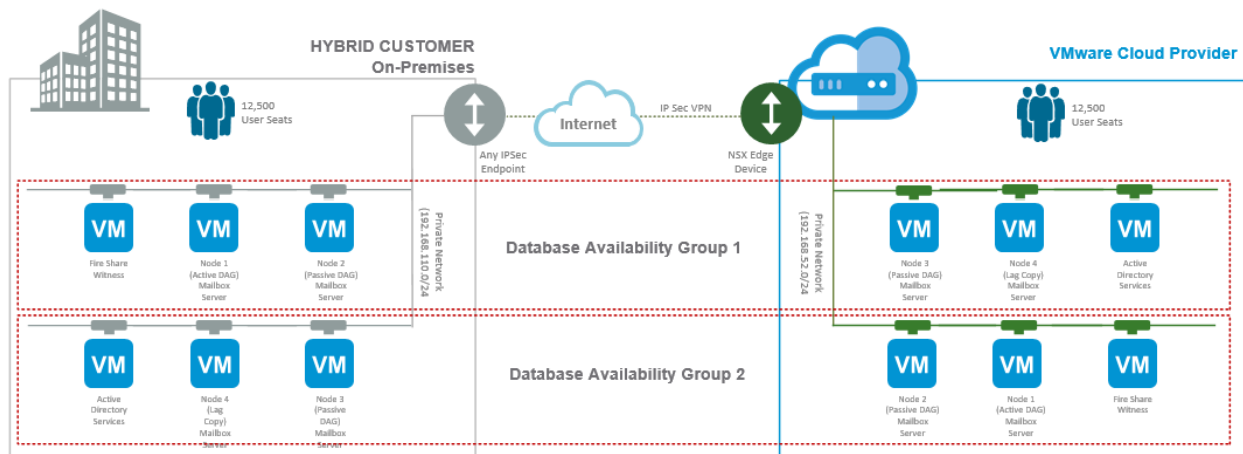 HYBRID CUSTOMER
On-Premises
VMware Cloud Provider
12,500
User Seats
Internet
IP Sec VPN
12,500
User Seats
Any IPSec
Endpoint
NSX Edge
Device
Private Network
(192.168.110.0/24
Private Network
(192.168.52.0/24
VM
VM
VM
Database Availability Group 1
VM
VM
VM
Fire Share
Witness
Node 1
(Active DAG)
Mailbox
Server
Node 2
(Passive DAG)
Mailbox
Server
Node 3
(Passive DAG)
Mailbox
Server
Node 4
(Lag Copy)
Mailbox
Server
Active
Directory
Services
VM
VM
VM
Database Availability Group 2
VM
VM
VM
Active
Directory
Services
Node 4
(Lag
Copy)
Mailbox
Server
Node 3
(Passive
DAG)
Mailbox
Server
Node 2
(Passive DAG)
Mailbox
Server
Node 1
(Active DAG)
Mailbox
Server
Fire Share
Witness